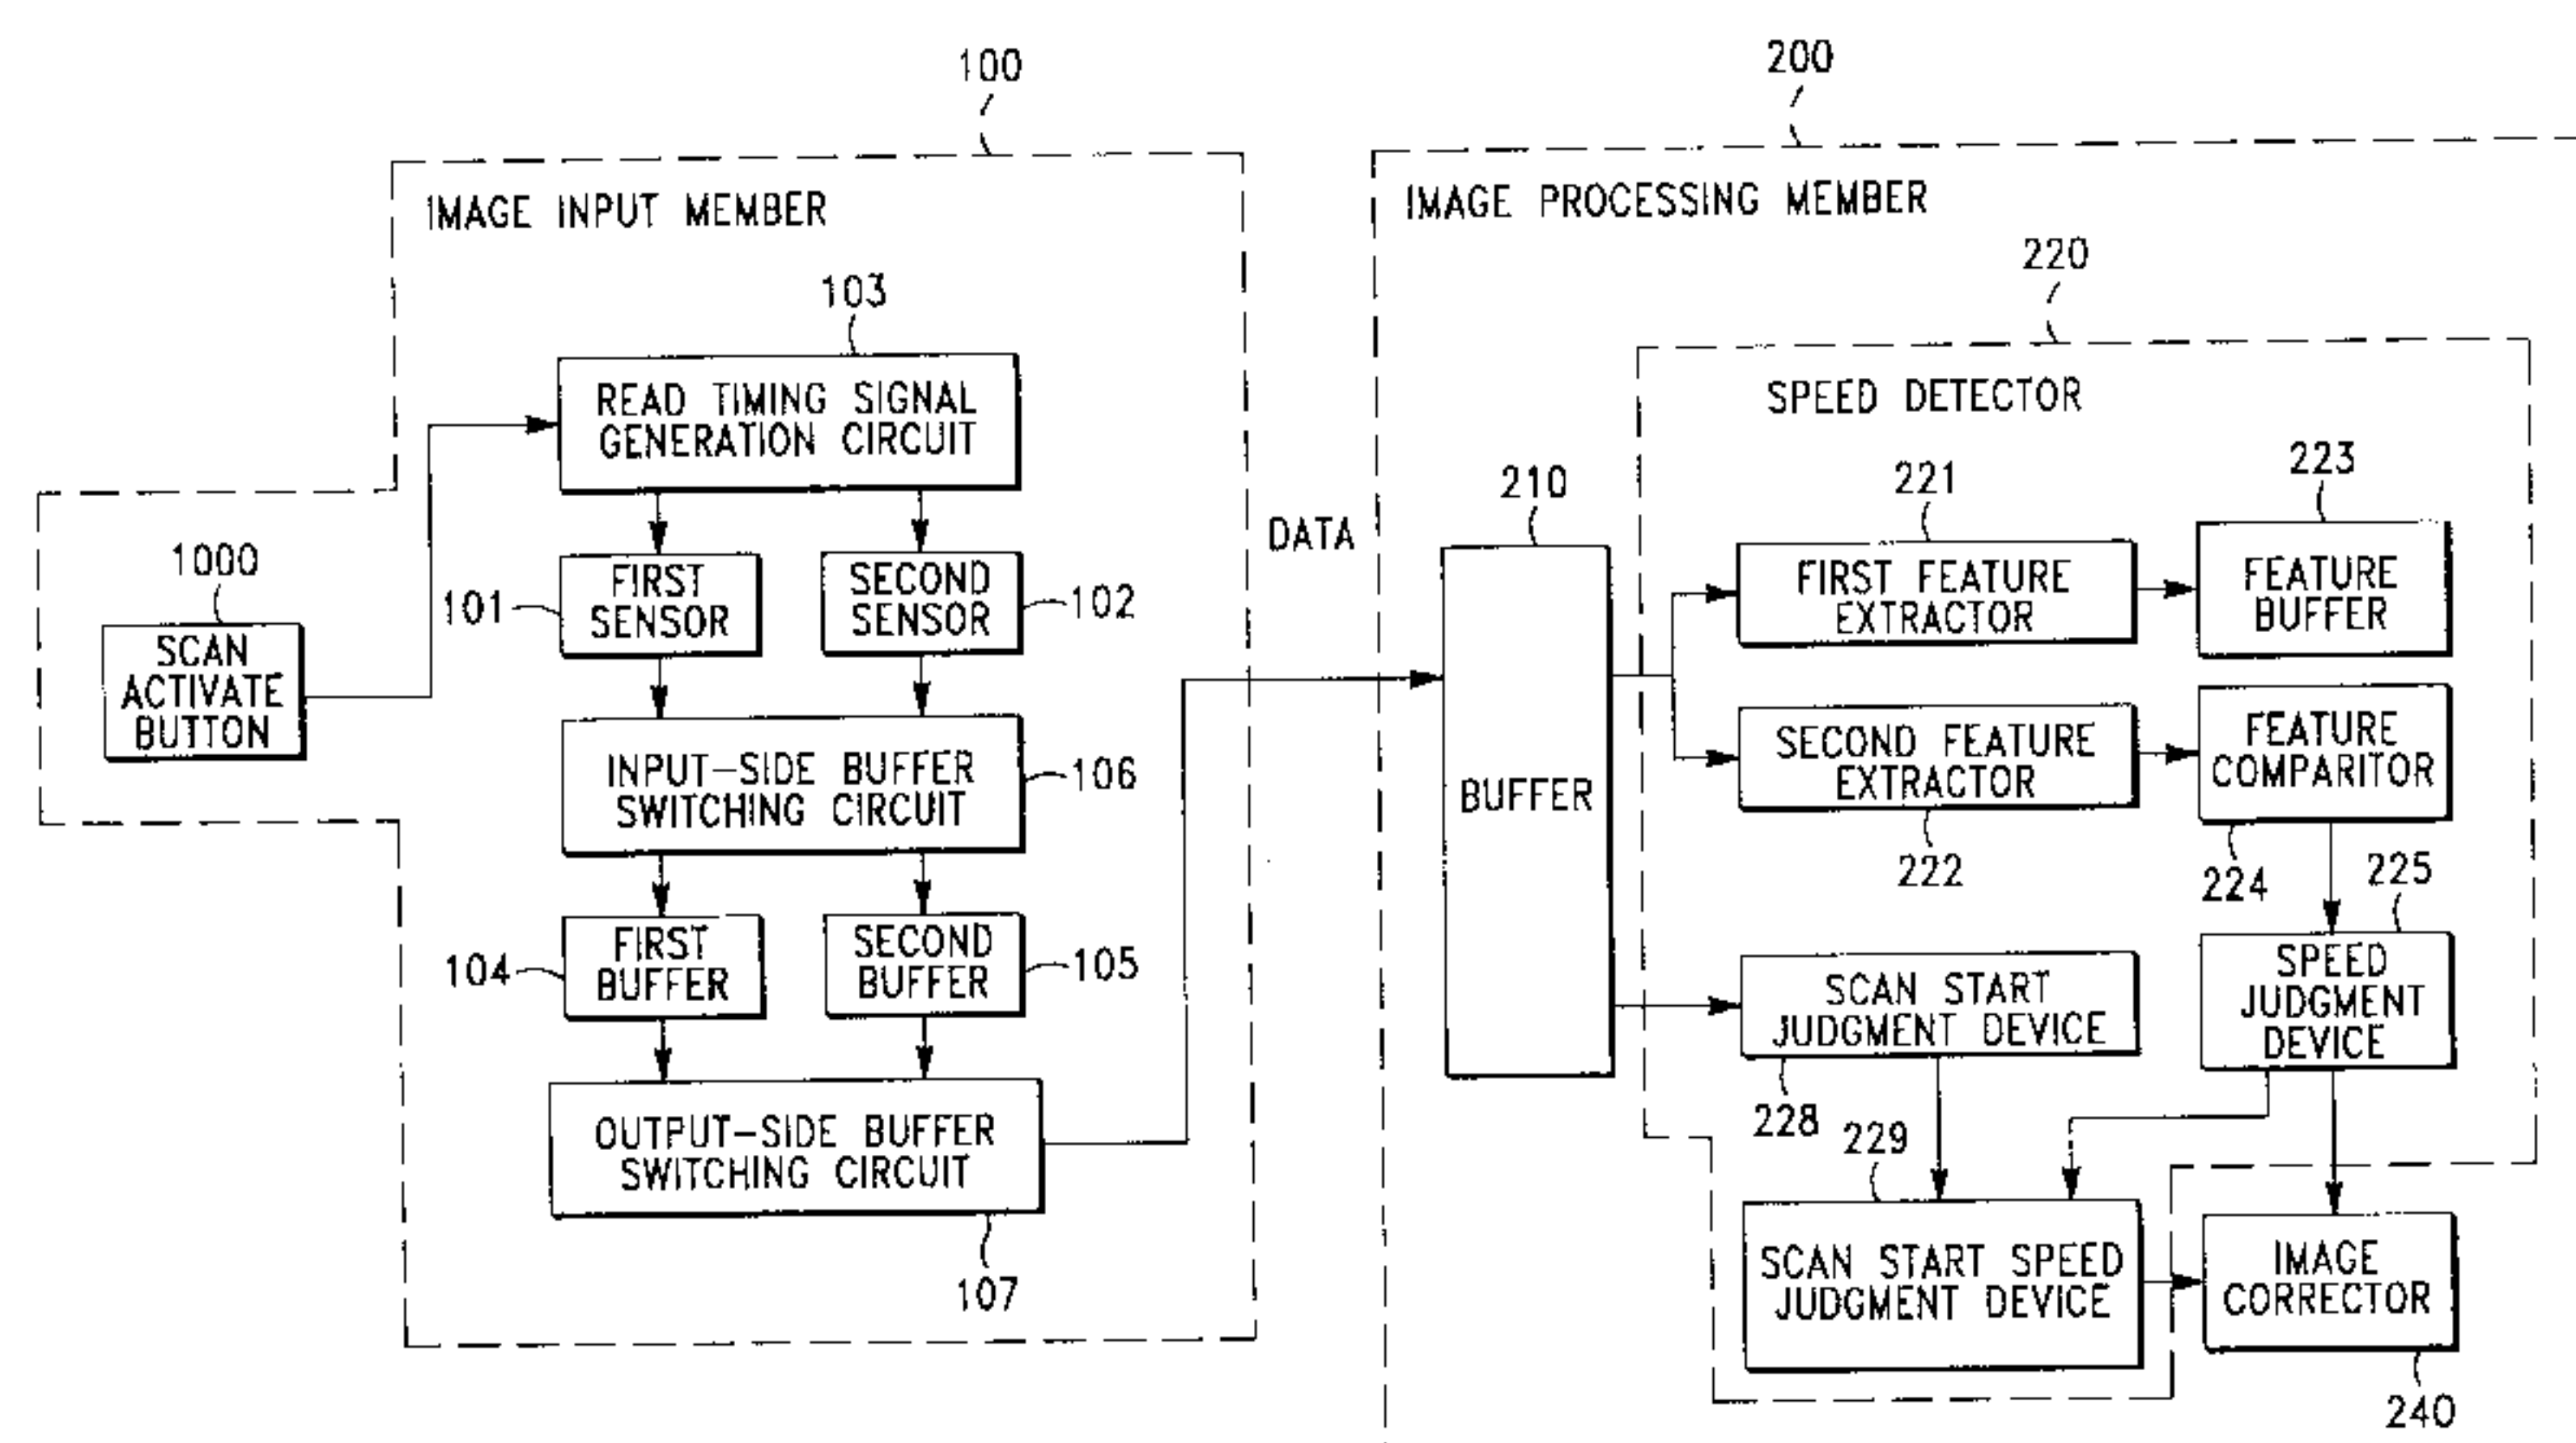 100
200
IMAGE INPUT MEMBER
IMAGE PROCESSING MEMBER
220
SPEED DETECTOR
103
READ TIMING SIGNAL
GENERATION CIRCUIT
1000
SCAN
ACTIVATE
BUTTON
101
FIRST
SENSOR
SECOND
SENSOR
102
INPUT-SIDE BUFFER
SWITCHING CIRCUIT
106
104
FIRST
BUFFER
SECOND
BUFFER
105
OUTPUT-SIDE BUFFER
SWITCHING CIRCUIT
107
DATA
210
BUFFER
221
FIRST FEATURE
EXTRACTOR
223
FEATURE
BUFFER
SECOND FEATURE
EXTRACTOR
222
FEATURE
COMPARITOR
224
225
SPEED
JUDGMENT
DEVICE
SCAN START
JUDGMENT DEVICE
228
229
SCAN START SPEED
JUDGMENT DEVICE
IMAGE
CORRECTOR
240